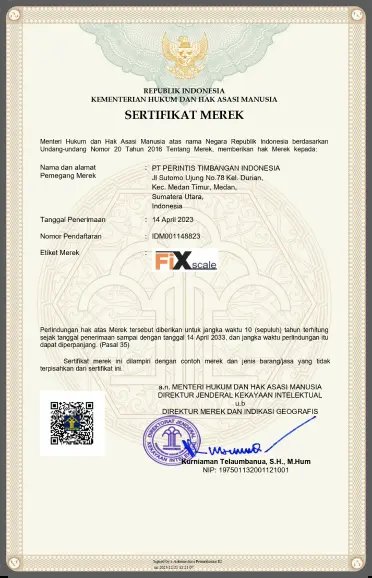 REPUBLIK INDONESIA
KEMENTERIAN HUKUM DAN HAK ASASI MANUSIA
SERTIFIKAT MEREK
Menteri Hukum dan Hak Asasi Manusia atas nama Negara Republik Indonesia berdasarkan
Undang-undang Nomor 20 Tahun 2016 Tentang Merek, memberikan hak Merek kepada:
Nama dan alamat Pemegang Merek : PT PERINTIS TIMBANGAN INDONESIA
Jl Sutomo Ujung No.78 Kel. Durian,
Kec. Medan Timur, Medan,
Sumatera Utara,
Indonesia
Tanggal Penerimaan : 14 April 2023
Nomor Pendaftaran : IDM001148823
Etiket Merek :
FiX scale
Perlindungan hak atas Merek tersebut diberikan untuk jangka waktu 10 (sepuluh) tahun terhitung
sejak tanggal penerimaan sampai dengan tanggal 14 April 2033, dan jangka waktu perlindungan itu
dapat diperpanjang. (Pasal 35)
Sertifikat merek ini dilampiri dengan contoh merek dan jenis barang/jasa yang tidak
terpisahkan dari sertifikat ini.
a.n. MENTERI HUKUM DAN HAK ASASI MANUSIA
DIREKTUR JENDERAL KEKAYAAN INTELEKTUAL
u.b
DIREKTUR MEREK DAN INDIKASI GEOGRAFIS
DIREKTORAT JENDERAL
KEKAYAAN INTELEKTUAL
Kurniaman Telaumbanua, S.H., M.Hum
NIP: 197501132001121001